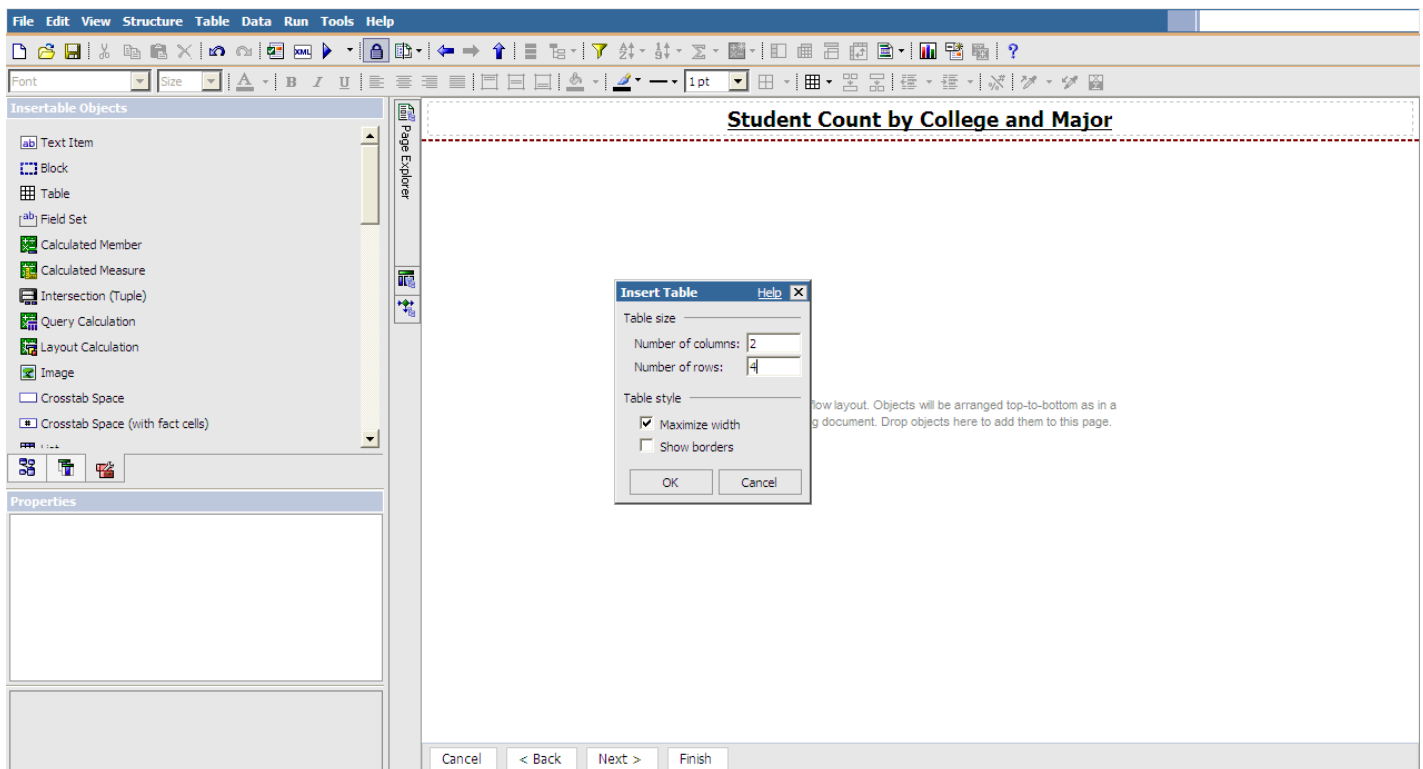 File Edit View Structure Table Data Run Tools Help
Font Size A B I U 1 pt
Insertable Objects
Text Item
Block
Table
Field Set
Calculated Member
Calculated Measure
Intersection (Tuple)
Query Calculation
Layout Calculation
Image
Crosstab Space
Crosstab Space (with fact cells)
List
Properties
Page Explorer
Student Count by College and Major
Insert Table Help X
Table size
Number of columns: 2
Number of rows: 4
Table style
Maximize width
Show borders
OK Cancel
flow layout. Objects will be arranged top-to-bottom as in a
g document. Drop objects here to add them to this page.
Cancel < Back Next > Finish